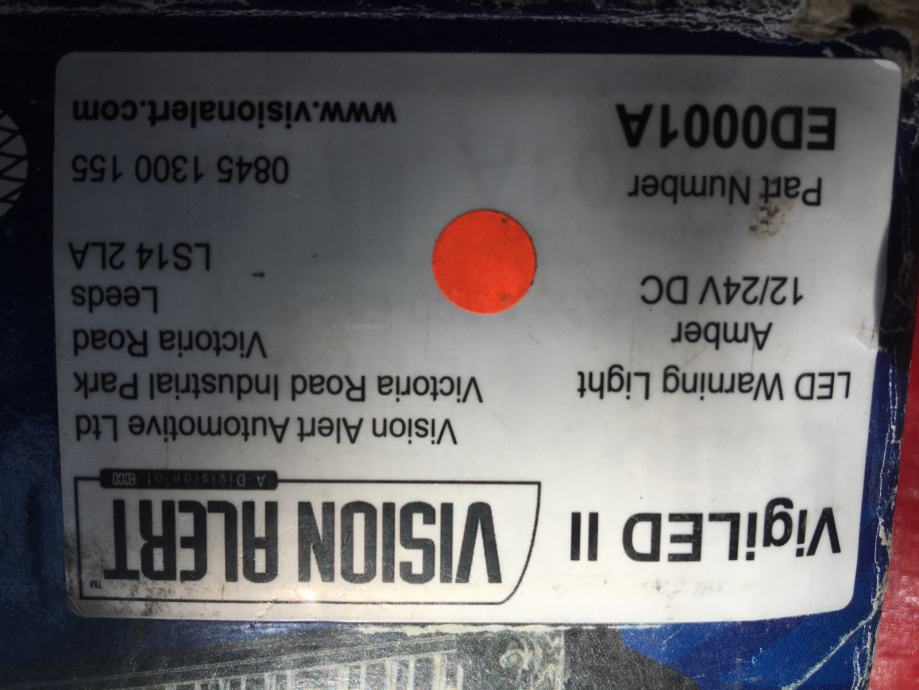 VigiLED II
LED Warning Light
Amber
12/24V DC
Part Number
ED0001A
VISION ALERT™
A Division of ecco
Vision Alert Automotive Ltd
Victoria Road Industrial Park
Victoria Road
Leeds
LS14 2LA
0845 1300 155
www.visionalert.com